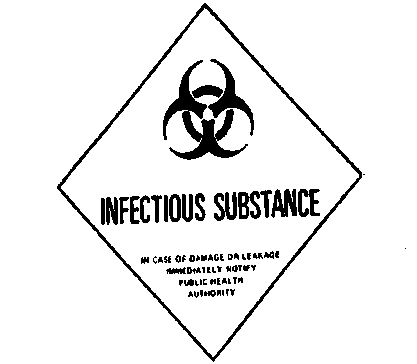 INFECTIOUS SUBSTANCE
IN CASE OF DAMAGE OR LEAKAGE
IMMEDIATELY NOTIFY
PUBLIC HEALTH
AUTHORITY